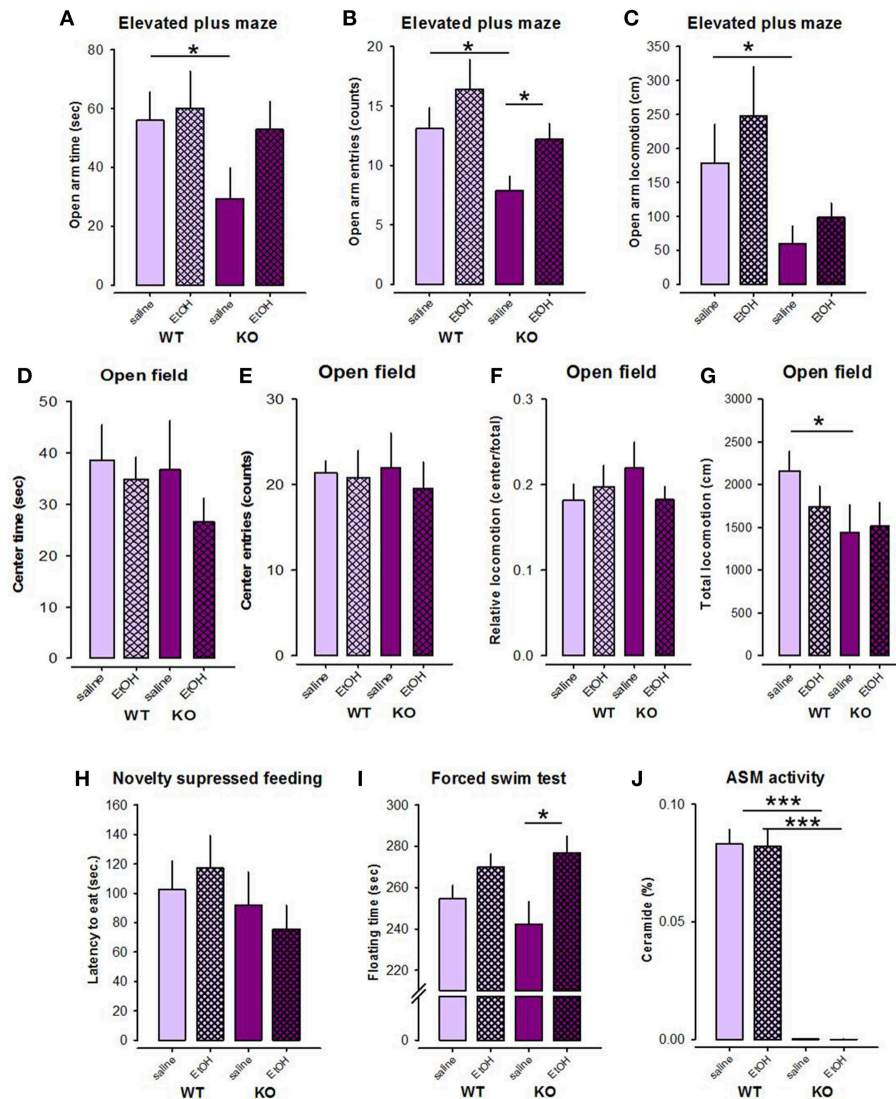 A
Elevated plus maze
Open arm time (sec)
80
60
40
20
0
*
saline
EtOH
saline
EtOH
WT
KO
B
Elevated plus maze
Open arm entries (counts)
20
15
10
5
0
*
*
saline
EtOH
saline
EtOH
WT
KO
C
Elevated plus maze
Open arm locomotion (cm)
350
300
250
200
150
100
50
0
*
saline
EtOH
saline
EtOH
D
Open field
Center time (sec)
50
40
30
20
10
0
saline
EtOH
saline
EtOH
WT
KO
E
Open field
Center entries (counts)
30
20
10
0
saline
EtOH
saline
EtOH
WT
KO
F
Open field
Relative locomotion (center/total)
0.3
0.2
0.1
0.0
saline
EtOH
saline
EtOH
WT
KO
G
Open field
Total locomotion (cm)
3000
2500
2000
1500
1000
500
0
*
saline
EtOH
saline
EtOH
WT
KO
H
Novelty supressed feeding
Latency to eat (sec.)
160
140
120
100
80
60
40
20
0
saline
EtOH
saline
EtOH
WT
KO
I
Forced swim test
Floating time (sec)
300
280
260
240
220
0
*
saline
EtOH
saline
EtOH
WT
KO
J
ASM activity
Ceramide (%)
0.10
0.05
0.00
***
***
saline
EtOH
saline
EtOH
WT
KO